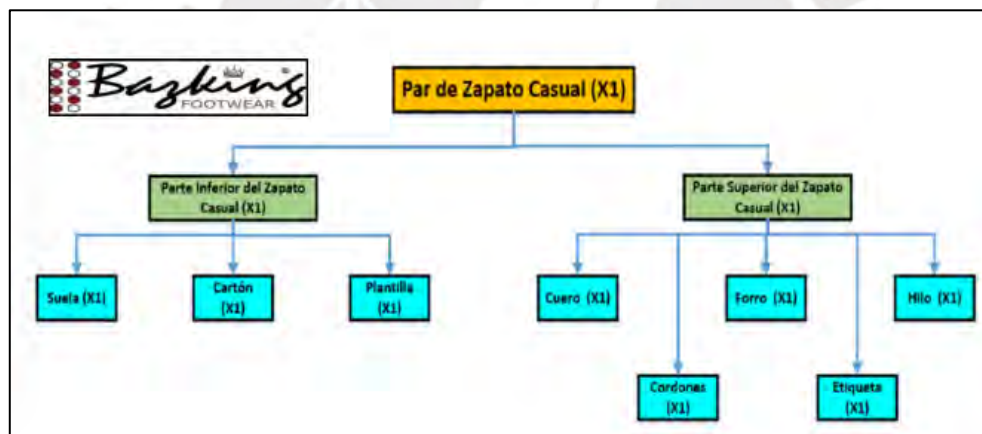 Bazking
FOOTWEAR
Par de Zapato Casual (X1)
Parte Inferior del Zapato
Casual (X1)
Parte Superior del Zapato
Casual (X1)
Suela (X1)
Cartón
(X1)
Plantilla
(X1)
Cuero (X1)
Forro (X1)
Hilo (X1)
Cordones
(X1)
Etiqueta
(X1)